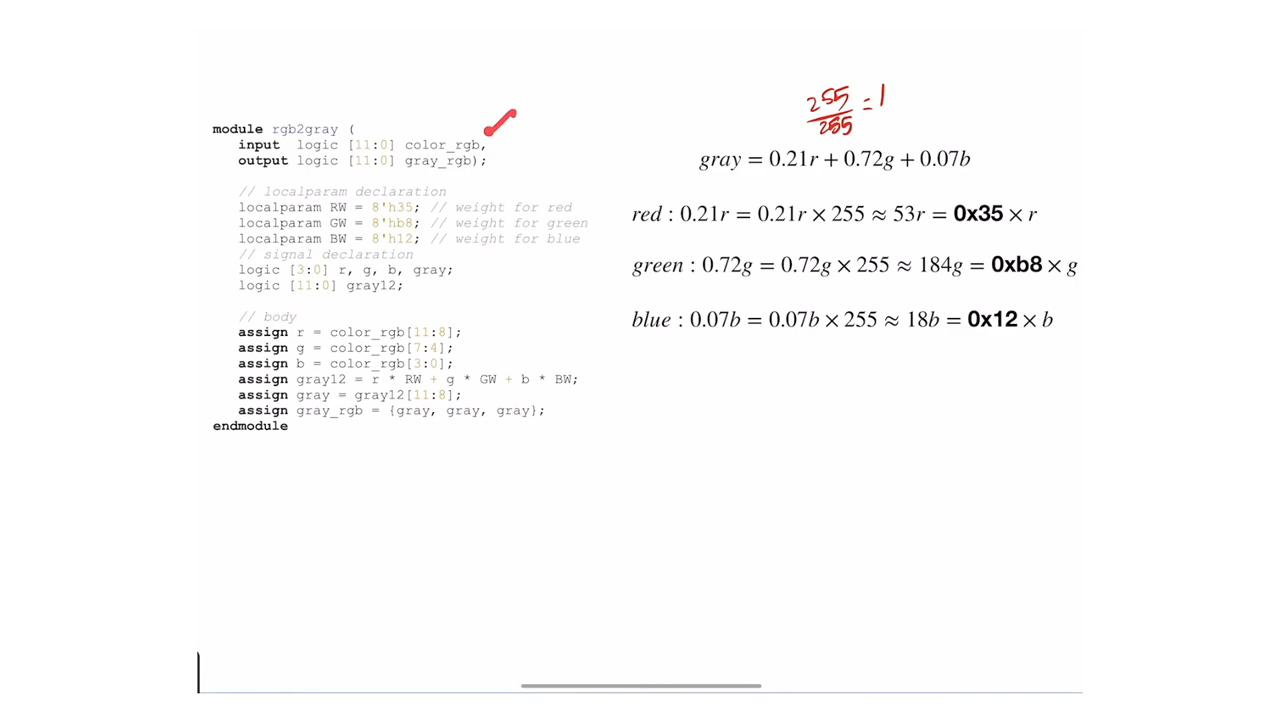 module rgb2gray (
input logic [11:0] color_rgb,
output logic [11:0] gray_rgb);
// localparam declaration
localparam RW = 8'h35; // weight for red
localparam GW = 8'hb8; // weight for green
localparam BW = 8'h12; // weight for blue
// signal declaration
logic [3:0] r, g, b, gray;
logic [11:0] gray12;
// body
assign r = color_rgb[11:8];
assign g = color_rgb[7:4];
assign b = color_rgb[3:0];
assign gray12 = r * RW + g * GW + b * BW;
assign gray = gray12[11:8];
assign gray_rgb = {gray, gray, gray};
endmodule
255/255 = 1
gray = 0.21r + 0.72g + 0.07b
red : 0.21r = 0.21r × 255 ≈ 53r = 0x35 × r
green : 0.72g = 0.72g × 255 ≈ 184g = 0xb8 × g
blue : 0.07b = 0.07b × 255 ≈ 18b = 0x12 × b